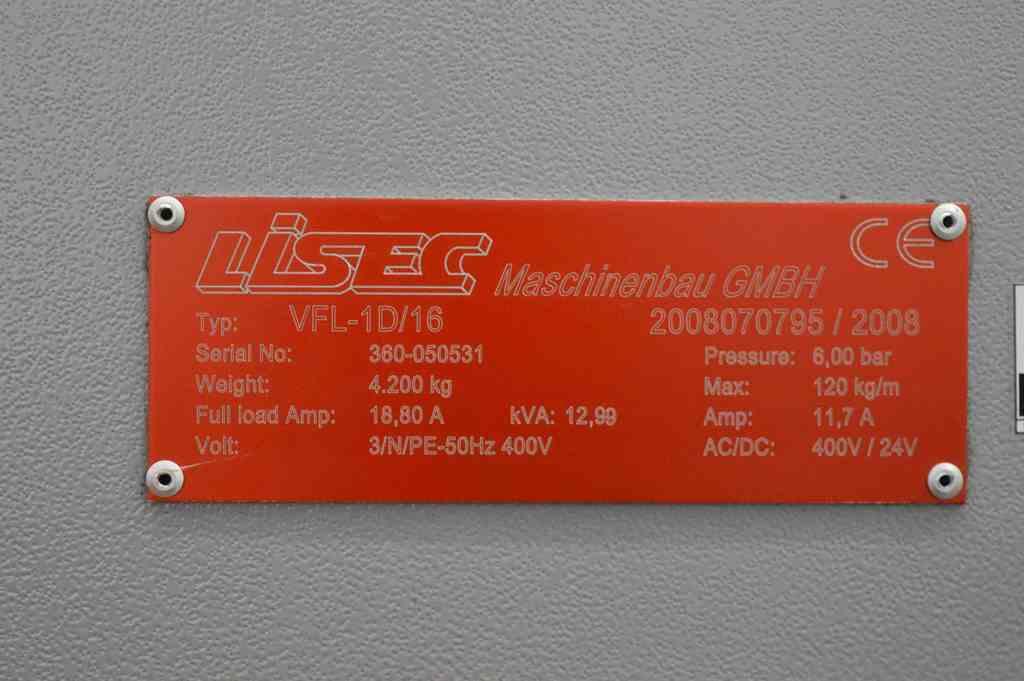 LiSEC Maschinenbau GMBH CE
Typ: VFL-1D/16 2008070795 / 2008
Serial No: 360-050531 Pressure: 6,00 bar
Weight: 4.200 kg Max: 120 kg/m
Full load Amp: 18,80 A kVA: 12,99 Amp: 11,7 A
Volt: 3/N/PE-50Hz 400V AC/DC: 400V / 24V